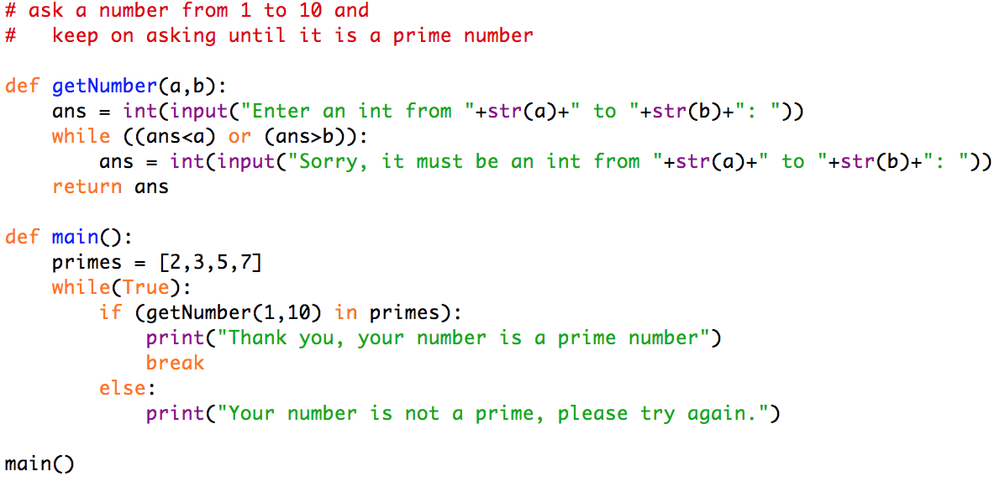 # ask a number from 1 to 10 and
#   keep on asking until it is a prime number

def getNumber(a,b):
    ans = int(input("Enter an int from "+str(a)+" to "+str(b)+": "))
    while ((ans<a) or (ans>b)):
        ans = int(input("Sorry, it must be an int from "+str(a)+" to "+str(b)+": "))
    return ans

def main():
    primes = [2,3,5,7]
    while(True):
        if (getNumber(1,10) in primes):
            print("Thank you, your number is a prime number")
            break
        else:
            print("Your number is not a prime, please try again.")

main()